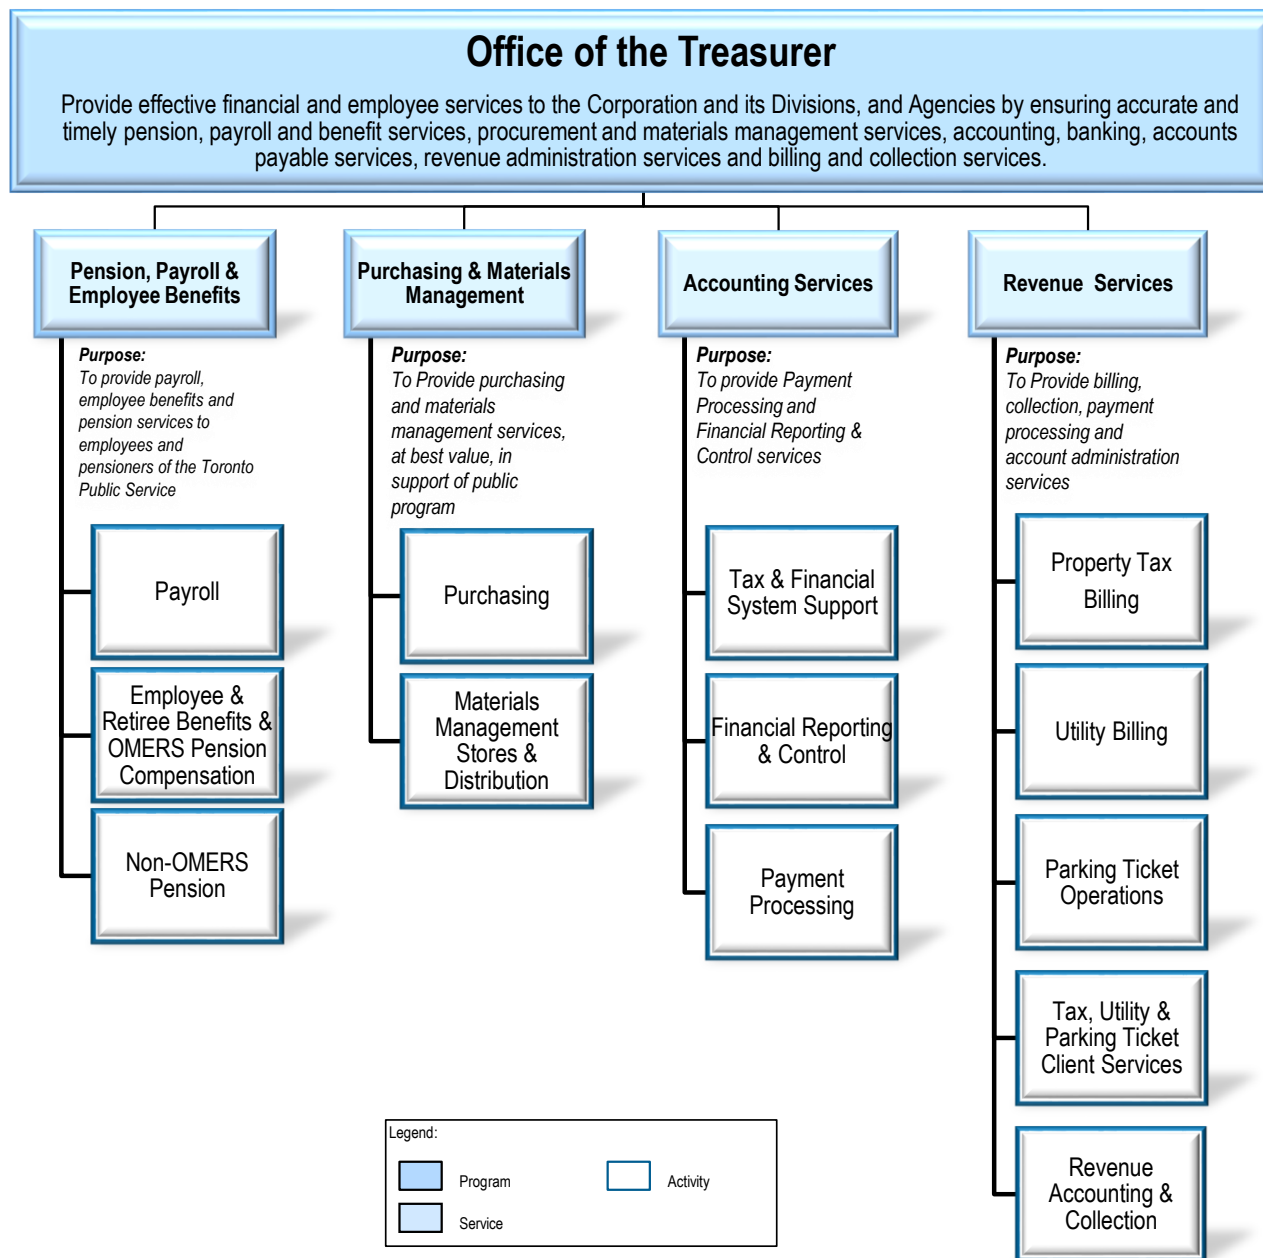 Office of the Treasurer
Provide effective financial and employee services to the Corporation and its Divisions, and Agencies by ensuring accurate and
timely pension, payroll and benefit services, procurement and materials management services, accounting, banking, accounts
payable services, revenue administration services and billing and collection services.
Pension, Payroll &
Employee Benefits
Purpose:
To provide payroll,
employee benefits and
pension services to
employees and
pensioners of the Toronto
Public Service
Payroll
Employee &
Retiree Benefits &
OMERS Pension
Compensation
Non-OMERS
Pension
Purchasing & Materials
Management
Purpose:
To Provide purchasing
and materials
management services,
at best value, in
support of public
program
Purchasing
Materials
Management
Stores &
Distribution
Accounting Services
Purpose:
To provide Payment
Processing and
Financial Reporting &
Control services
Tax & Financial
System Support
Financial Reporting
& Control
Payment
Processing
Revenue  Services
Purpose:
To Provide billing,
collection, payment
processing and
account administration
services
Property Tax
Billing
Utility Billing
Parking Ticket
Operations
Tax, Utility &
Parking Ticket
Client Services
Revenue
Accounting &
Collection
Legend:
Program
Activity
Service